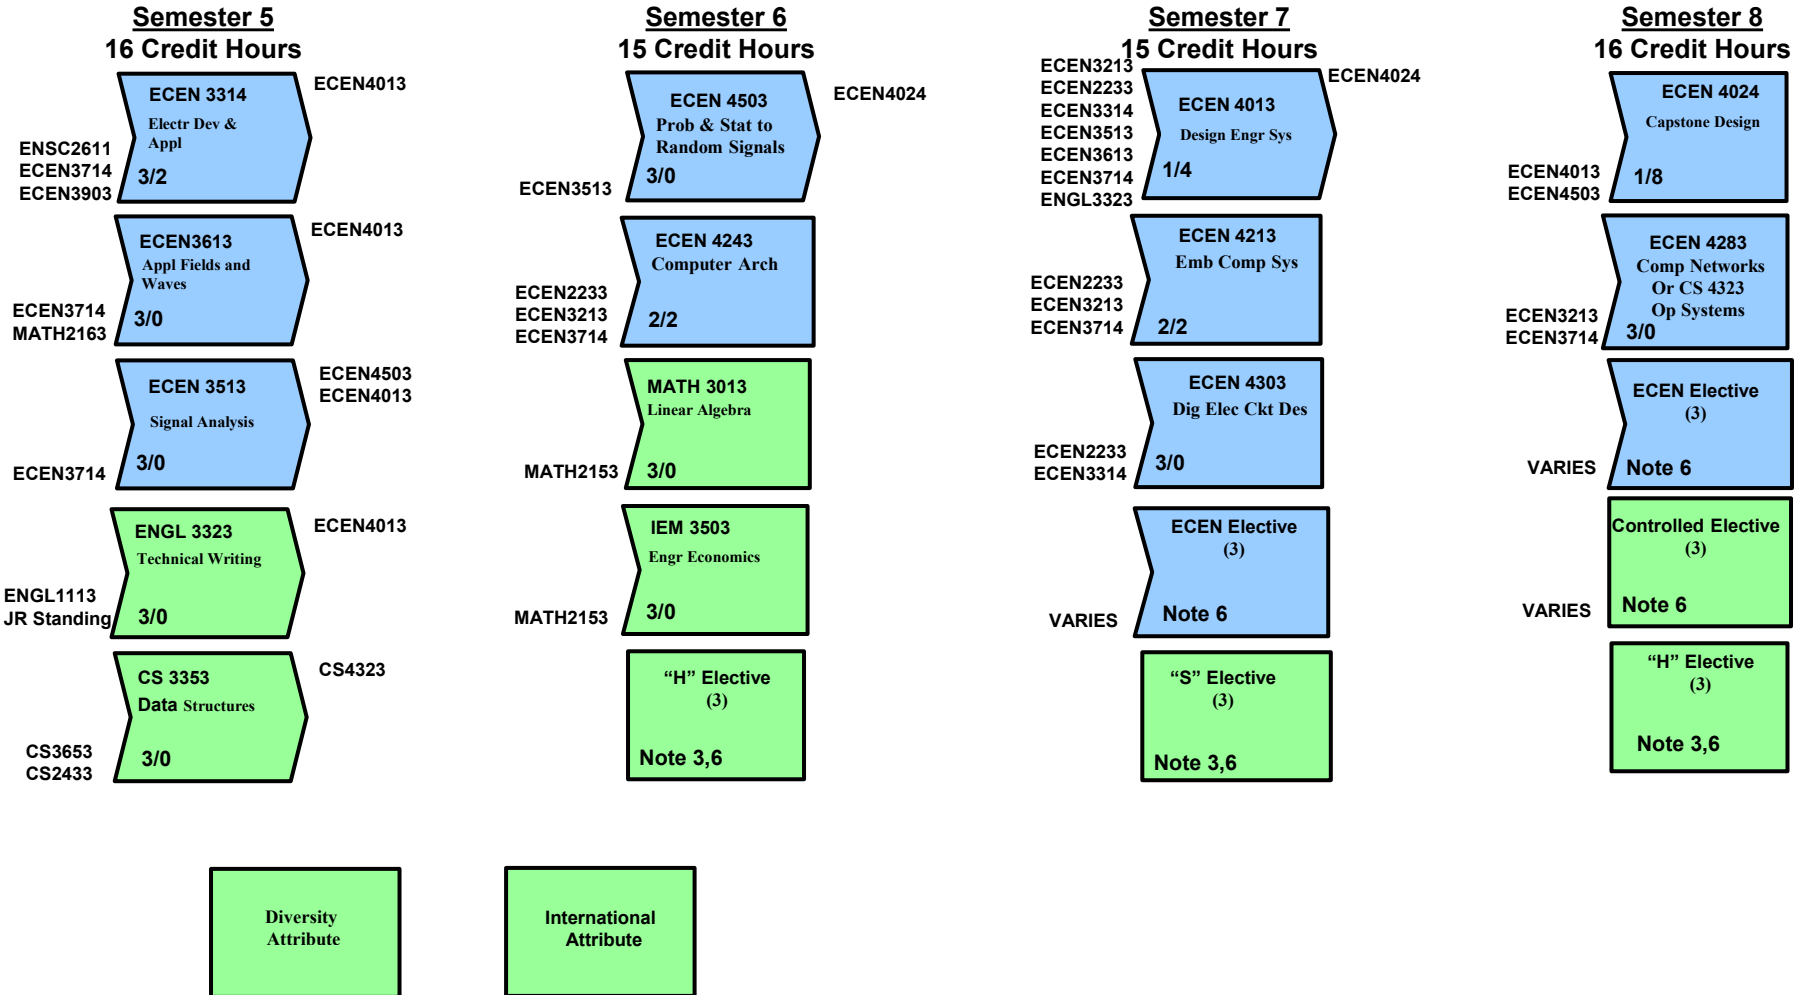 Semester 5
16 Credit Hours
ECEN 3314
Electr Dev &
Appl
3/2
ENSC2611
ECEN3714
ECEN3903
ECEN4013
ECEN3613
Appl Fields and
Waves
3/0
ECEN3714
MATH2163
ECEN4013
ECEN 3513
Signal Analysis
3/0
ECEN3714
ECEN4503
ECEN4013
ENGL 3323
Technical Writing
3/0
ENGL1113
JR Standing
ECEN4013
CS 3353
Data Structures
3/0
CS3653
CS2433
CS4323
Semester 6
15 Credit Hours
ECEN 4503
Prob & Stat to
Random Signals
3/0
ECEN3513
ECEN4024
ECEN 4243
Computer Arch
2/2
ECEN2233
ECEN3213
ECEN3714
MATH 3013
Linear Algebra
3/0
MATH2153
IEM 3503
Engr Economics
3/0
MATH2153
“H” Elective
(3)
Note 3,6
Semester 7
15 Credit Hours
ECEN3213
ECEN2233
ECEN3314
ECEN3513
ECEN3613
ECEN3714
ENGL3323
ECEN 4013
Design Engr Sys
1/4
ECEN4024
ECEN 4213
Emb Comp Sys
2/2
ECEN2233
ECEN3213
ECEN3714
ECEN 4303
Dig Elec Ckt Des
3/0
ECEN2233
ECEN3314
ECEN Elective
(3)
Note 6
VARIES
“S” Elective
(3)
Note 3,6
Semester 8
16 Credit Hours
ECEN 4024
Capstone Design
1/8
ECEN4013
ECEN4503
ECEN 4283
Comp Networks
Or CS 4323
Op Systems
3/0
ECEN3213
ECEN3714
ECEN Elective
(3)
Note 6
VARIES
Controlled Elective
(3)
Note 6
VARIES
“H” Elective
(3)
Note 3,6
Diversity
Attribute
International
Attribute